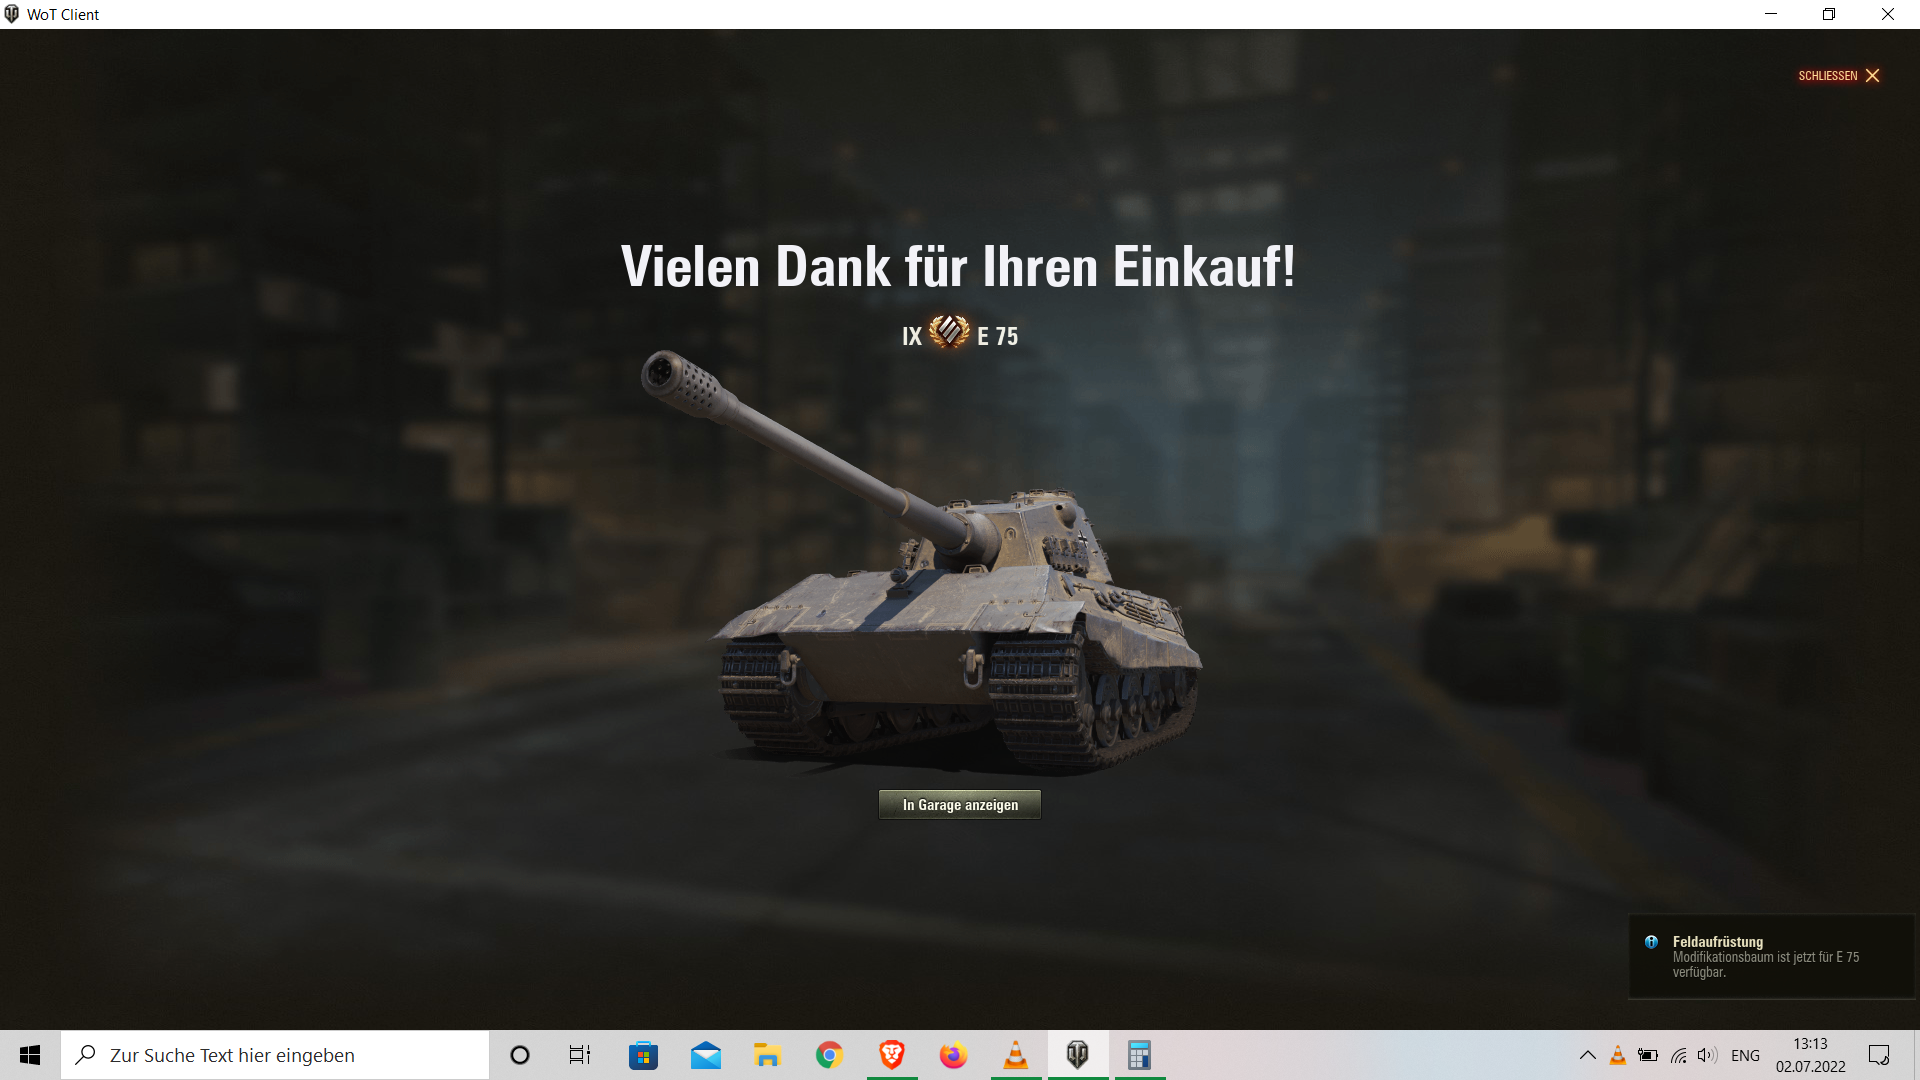 WoT Client
SCHLIESSEN
Vielen Dank für Ihren Einkauf!
IX E 75
In Garage anzeigen
Feldaufrüstung
Modifikationsbaum ist jetzt für E 75
verfügbar.
Zur Suche Text hier eingeben
ENG
13:13
02.07.2022